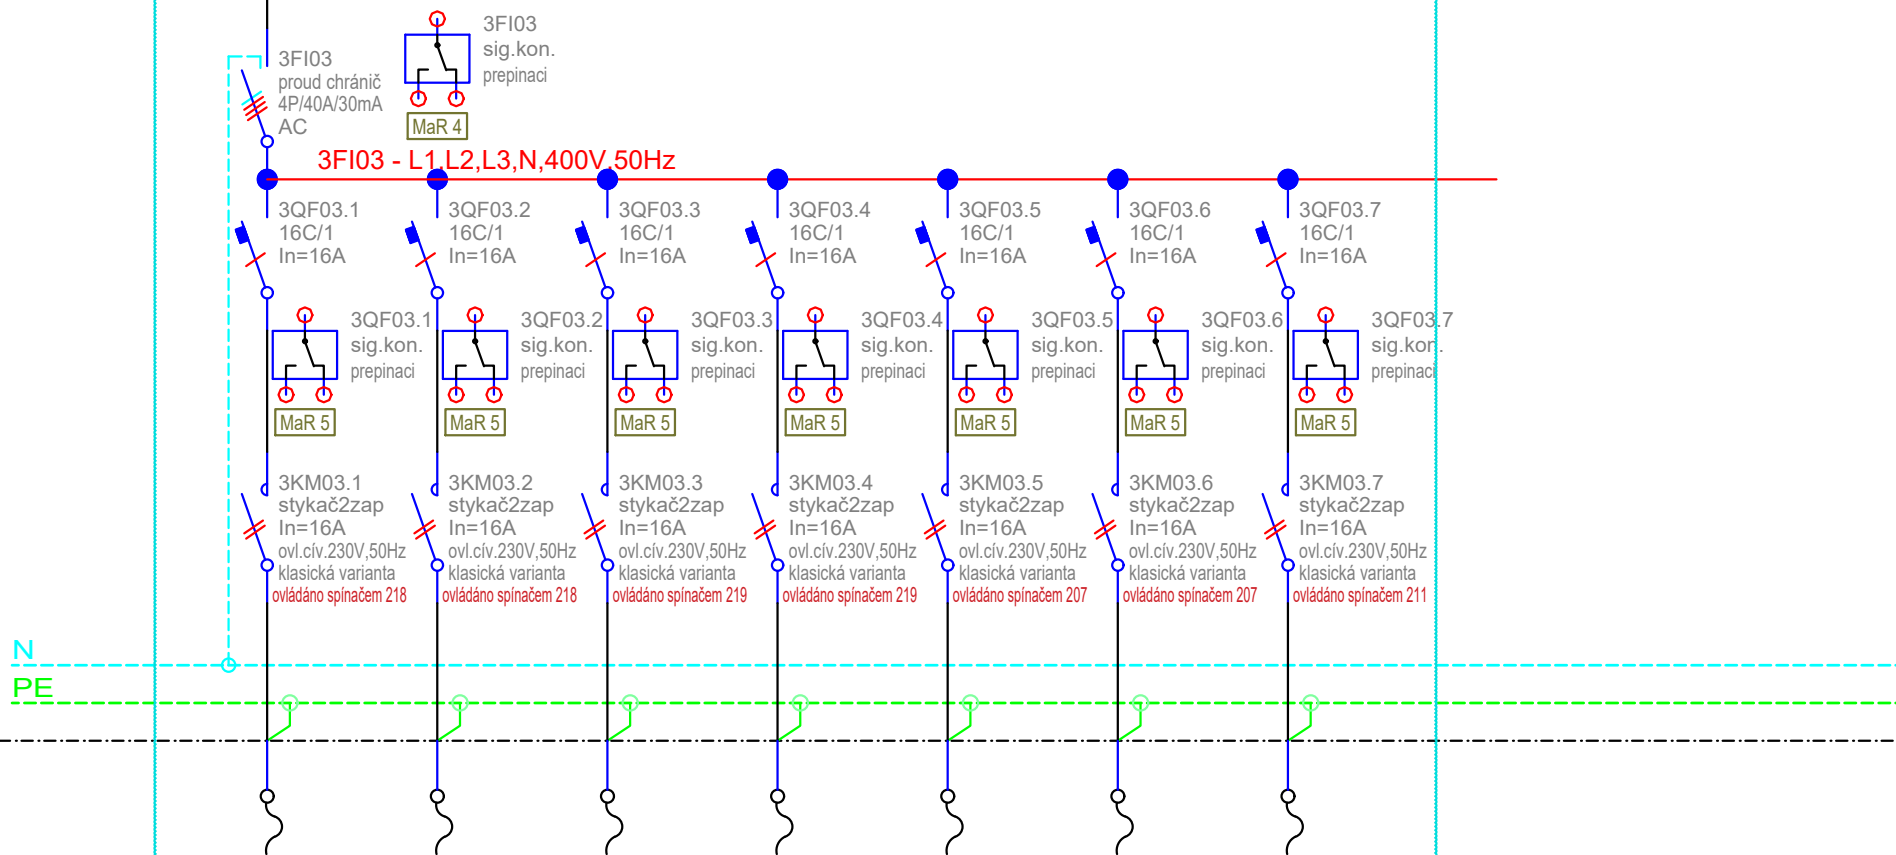 3FI03
sig.kon.
prepinaci
MaR 4
3FI03
proud chránič
4P/40A/30mA
AC
3FI03 - L1,L2,L3,N,400V,50Hz
3QF03.1
16C/1
In=16A
3QF03.2
16C/1
In=16A
3QF03.3
16C/1
In=16A
3QF03.4
16C/1
In=16A
3QF03.5
16C/1
In=16A
3QF03.6
16C/1
In=16A
3QF03.7
16C/1
In=16A
3QF03.1
sig.kon.
prepinaci
MaR 5
3QF03.2
sig.kon.
prepinaci
MaR 5
3QF03.3
sig.kon.
prepinaci
MaR 5
3QF03.4
sig.kon.
prepinaci
MaR 5
3QF03.5
sig.kon.
prepinaci
MaR 5
3QF03.6
sig.kon.
prepinaci
MaR 5
3QF03.7
sig.kon.
prepinaci
MaR 5
3KM03.1
stykač2zap
In=16A
ovl.cív.230V,50Hz
klasická varianta
ovládáno spínačem 218
3KM03.2
stykač2zap
In=16A
ovl.cív.230V,50Hz
klasická varianta
ovládáno spínačem 218
3KM03.3
stykač2zap
In=16A
ovl.cív.230V,50Hz
klasická varianta
ovládáno spínačem 219
3KM03.4
stykač2zap
In=16A
ovl.cív.230V,50Hz
klasická varianta
ovládáno spínačem 219
3KM03.5
stykač2zap
In=16A
ovl.cív.230V,50Hz
klasická varianta
ovládáno spínačem 207
3KM03.6
stykač2zap
In=16A
ovl.cív.230V,50Hz
klasická varianta
ovládáno spínačem 207
3KM03.7
stykač2zap
In=16A
ovl.cív.230V,50Hz
klasická varianta
ovládáno spínačem 211
N
PE